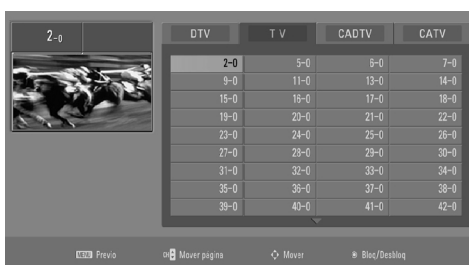 2-0
DTV TV CADTV CATV
2-0 5-0 6-0 7-0
9-0 11-0 13-0 14-0
15-0 16-0 17-0 18-0
19-0 20-0 21-0 22-0
23-0 24-0 25-0 26-0
27-0 28-0 29-0 30-0
31-0 32-0 33-0 34-0
35-0 36-0 37-0 38-0
39-0 40-0 41-0 42-0
MENU Previo CH Mover página Mover Bloq/Desbloq